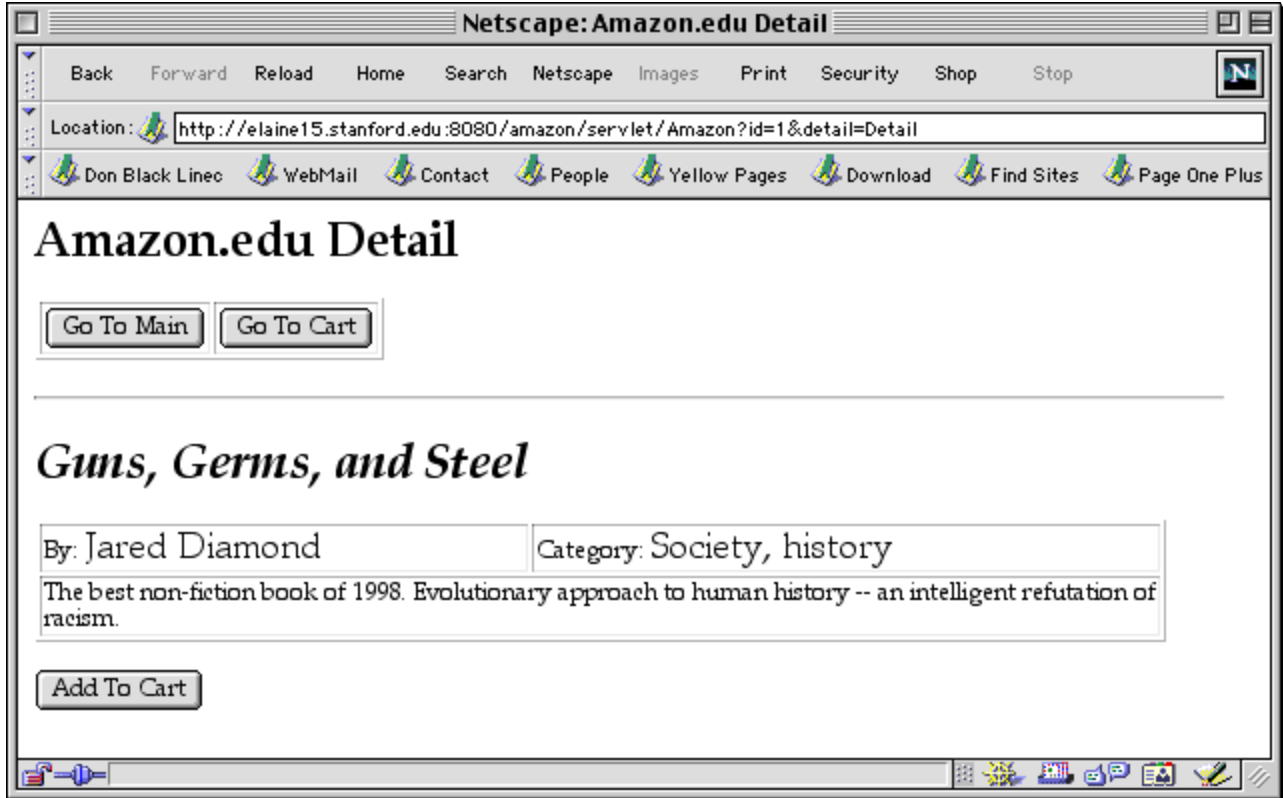 Netscape: Amazon.edu Detail
Back Forward Reload Home Search Netscape Images Print Security Shop Stop
N
Location: http://elaine15.stanford.edu:8080/amazon/servlet/Amazon?id=1&detail=Detail
Don Black Linec WebMail Contact People Yellow Pages Download Find Sites Page One Plus
Amazon.edu Detail
Go To Main Go To Cart
Guns, Germs, and Steel
By: Jared Diamond Category: Society, history
The best non-fiction book of 1998. Evolutionary approach to human history -- an intelligent refutation of
racism.
Add To Cart